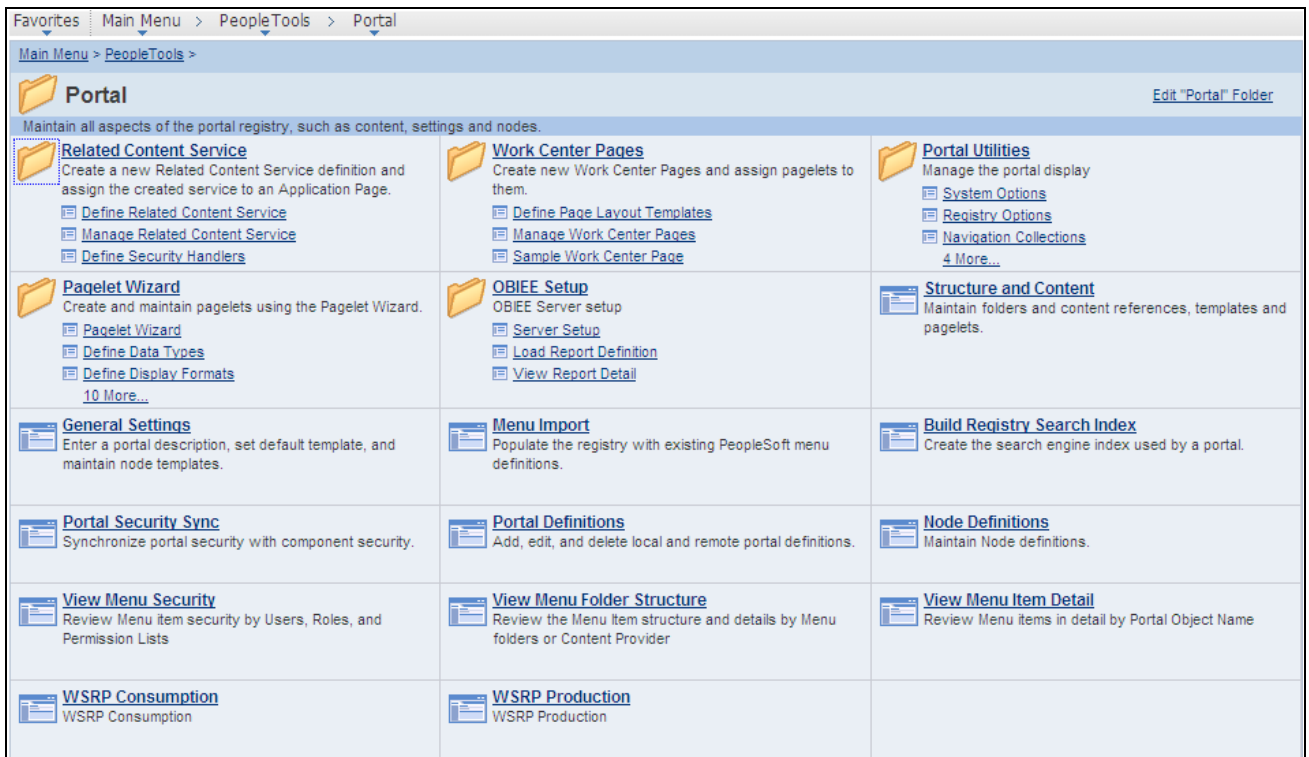 Favorites Main Menu > PeopleTools > Portal
Main Menu > PeopleTools >
Portal
Edit "Portal" Folder
Maintain all aspects of the portal registry, such as content, settings and nodes.
Related Content Service
Create a new Related Content Service definition and
assign the created service to an Application Page.
Define Related Content Service
Manage Related Content Service
Define Security Handlers
Work Center Pages
Create new Work Center Pages and assign pagelets to
them.
Define Page Layout Templates
Manage Work Center Pages
Sample Work Center Page
Portal Utilities
Manage the portal display
System Options
Registry Options
Navigation Collections
4 More...
Pagelet Wizard
Create and maintain pagelets using the Pagelet Wizard.
Pagelet Wizard
Define Data Types
Define Display Formats
10 More...
OBIEE Setup
OBIEE Server setup
Server Setup
Load Report Definition
View Report Detail
Structure and Content
Maintain folders and content references, templates and
pagelets.
General Settings
Enter a portal description, set default template, and
maintain node templates.
Menu Import
Populate the registry with existing PeopleSoft menu
definitions.
Build Registry Search Index
Create the search engine index used by a portal.
Portal Security Sync
Synchronize portal security with component security.
Portal Definitions
Add, edit, and delete local and remote portal definitions.
Node Definitions
Maintain Node definitions.
View Menu Security
Review Menu item security by Users, Roles, and
Permission Lists
View Menu Folder Structure
Review the Menu Item structure and details by Menu
folders or Content Provider
View Menu Item Detail
Review Menu items in detail by Portal Object Name
WSRP Consumption
WSRP Consumption
WSRP Production
WSRP Production